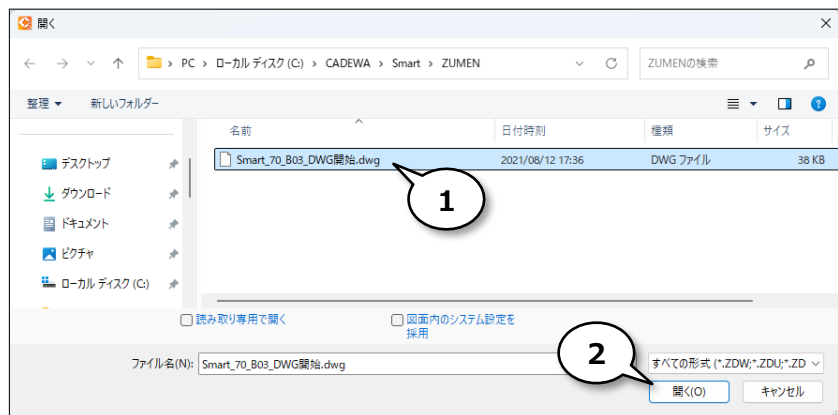 開く
PC › ローカル ディスク (C:) › CADEWA › Smart › ZUMEN
ZUMENの検索
整理 新しいフォルダー
名前 日付時刻 種類 サイズ
Smart_70_B03_DWG開始.dwg 2021/08/12 17:36 DWG ファイル 38 KB
デスクトップ
1
ダウンロード
ドキュメント
ピクチャ
ローカル ディスク (C:)
読み取り専用で開く 図面内のシステム設定を
採用
2
ファイル名(N): Smart_70_B03_DWG開始.dwg すべての形式 (*.ZDW;*.ZDU;*.ZD
開く(O) キャンセル